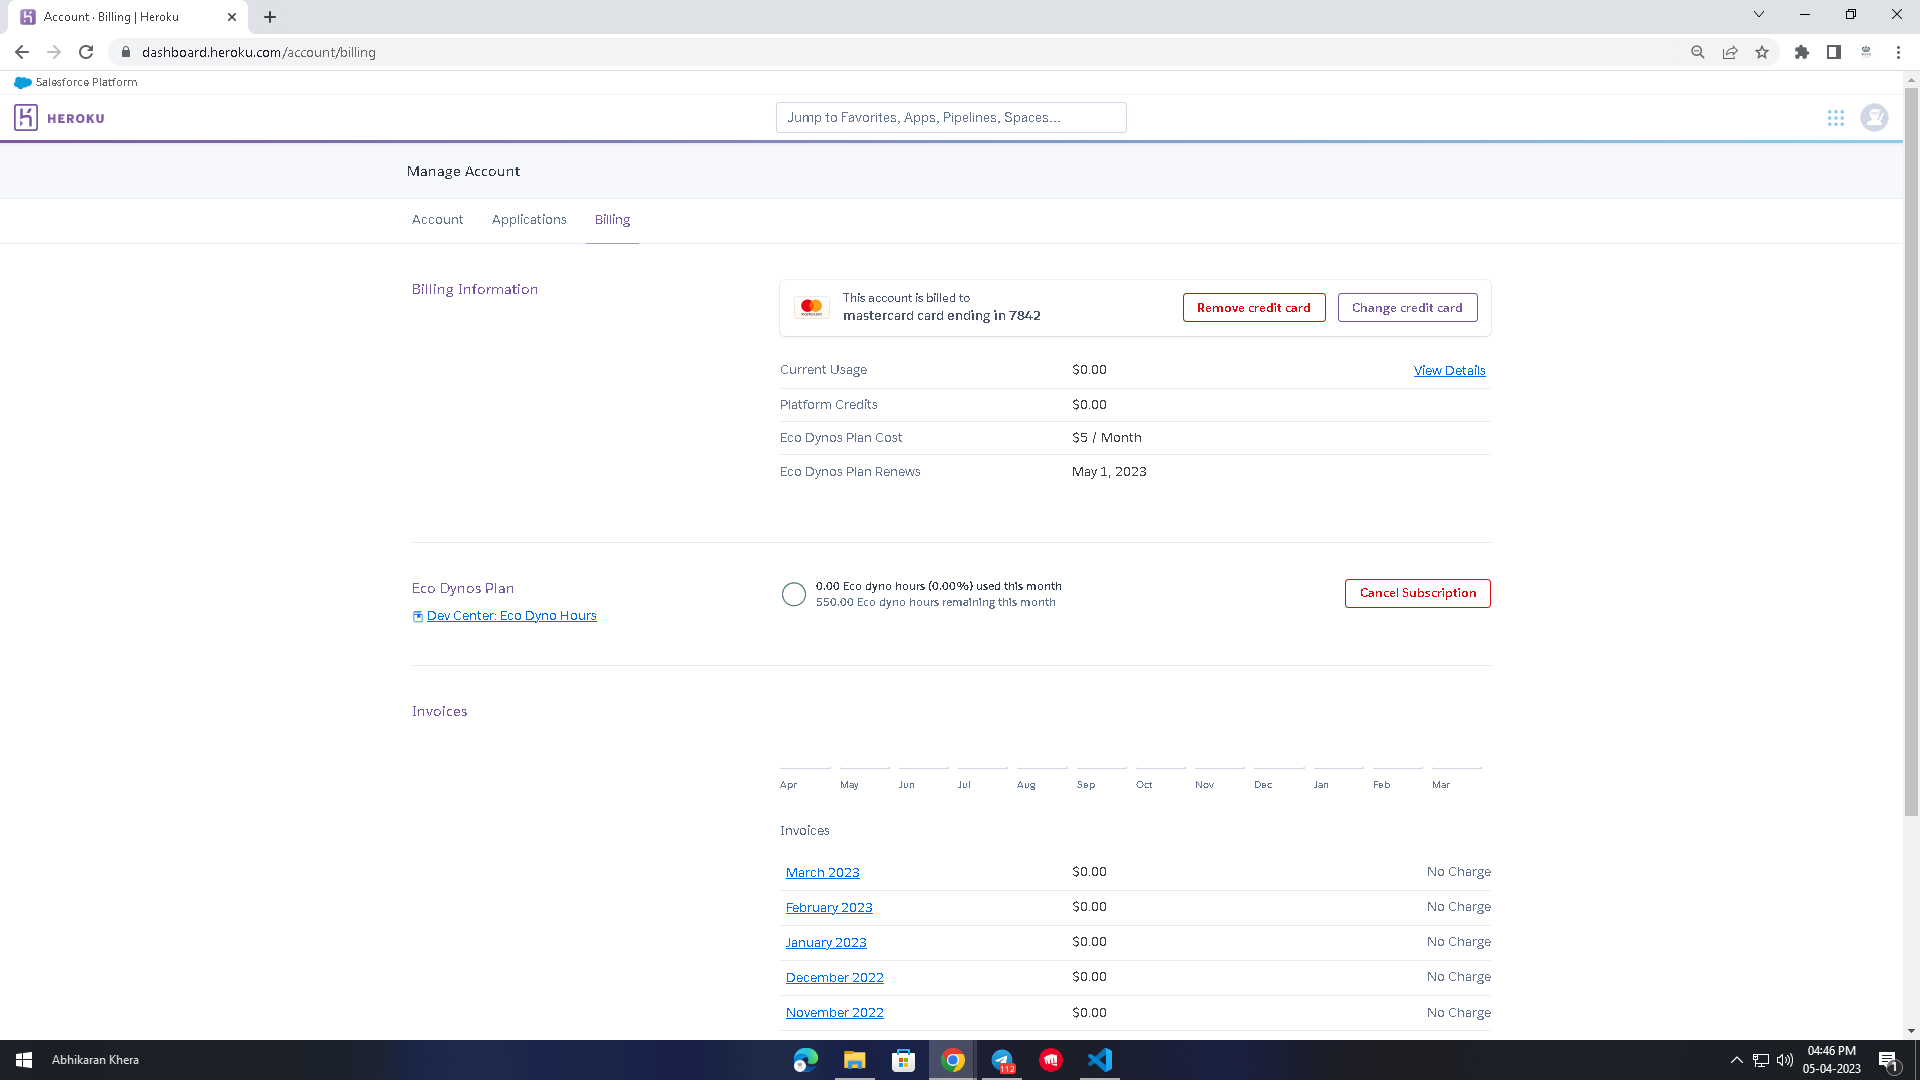 Account · Billing | Heroku
dashboard.heroku.com/account/billing
Salesforce Platform
HEROKU
Jump to Favorites, Apps, Pipelines, Spaces...
Manage Account
Account Applications Billing
Billing Information
This account is billed to
mastercard card ending in 7842
Remove credit card
Change credit card
Current Usage $0.00 View Details
Platform Credits $0.00
Eco Dynos Plan Cost $5 / Month
Eco Dynos Plan Renews May 1, 2023
Eco Dynos Plan
Dev Center: Eco Dyno Hours
0.00 Eco dyno hours (0.00%) used this month
550.00 Eco dyno hours remaining this month
Cancel Subscription
Invoices
Apr May Jun Jul Aug Sep Oct Nov Dec Jan Feb Mar
Invoices
March 2023 $0.00 No Charge
February 2023 $0.00 No Charge
January 2023 $0.00 No Charge
December 2022 $0.00 No Charge
November 2022 $0.00 No Charge
Abhikaran Khera
112
04:46 PM
05-04-2023
1